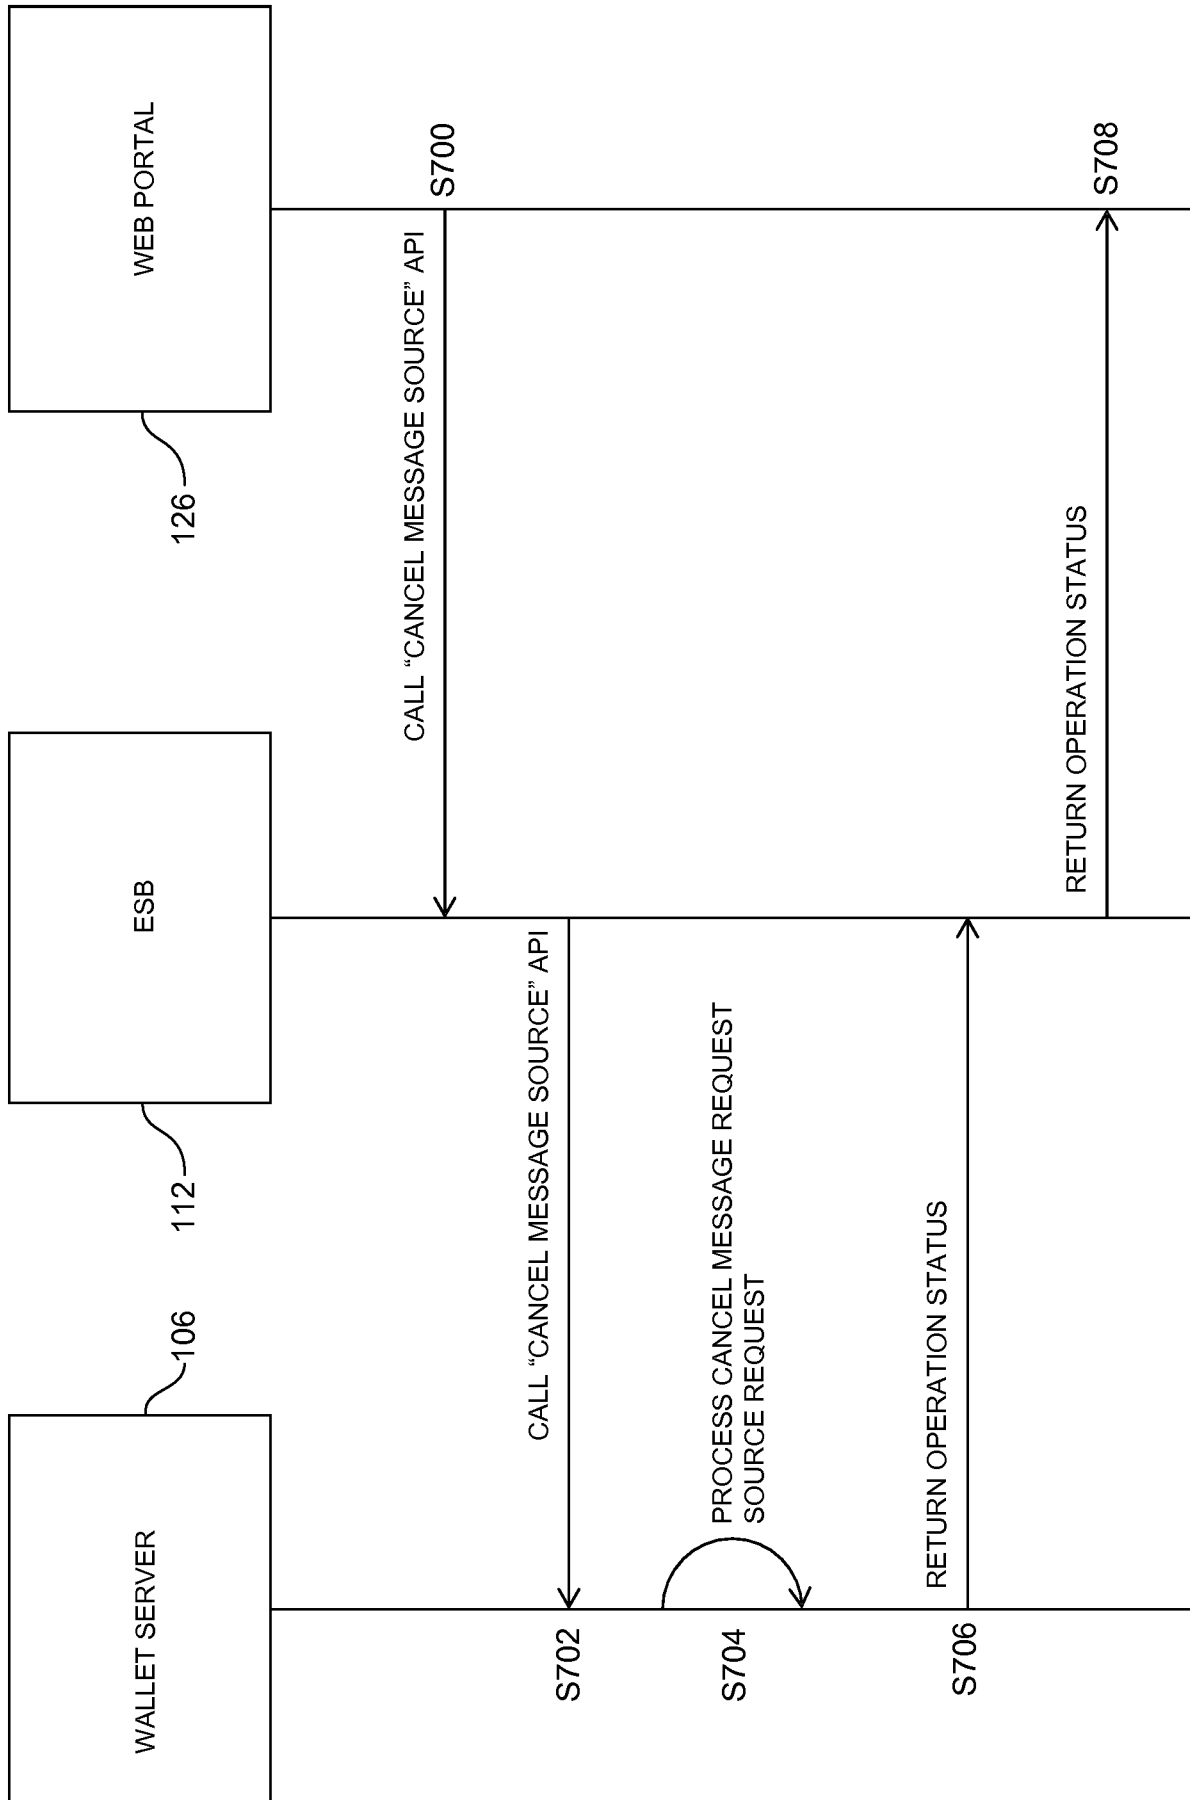 WALLET SERVER
106
ESB
112
WEB PORTAL
126
CALL “CANCEL MESSAGE SOURCE” API
S700
CALL “CANCEL MESSAGE SOURCE” API
S702
PROCESS CANCEL MESSAGE REQUEST
SOURCE REQUEST
S704
RETURN OPERATION STATUS
S706
RETURN OPERATION STATUS
S708